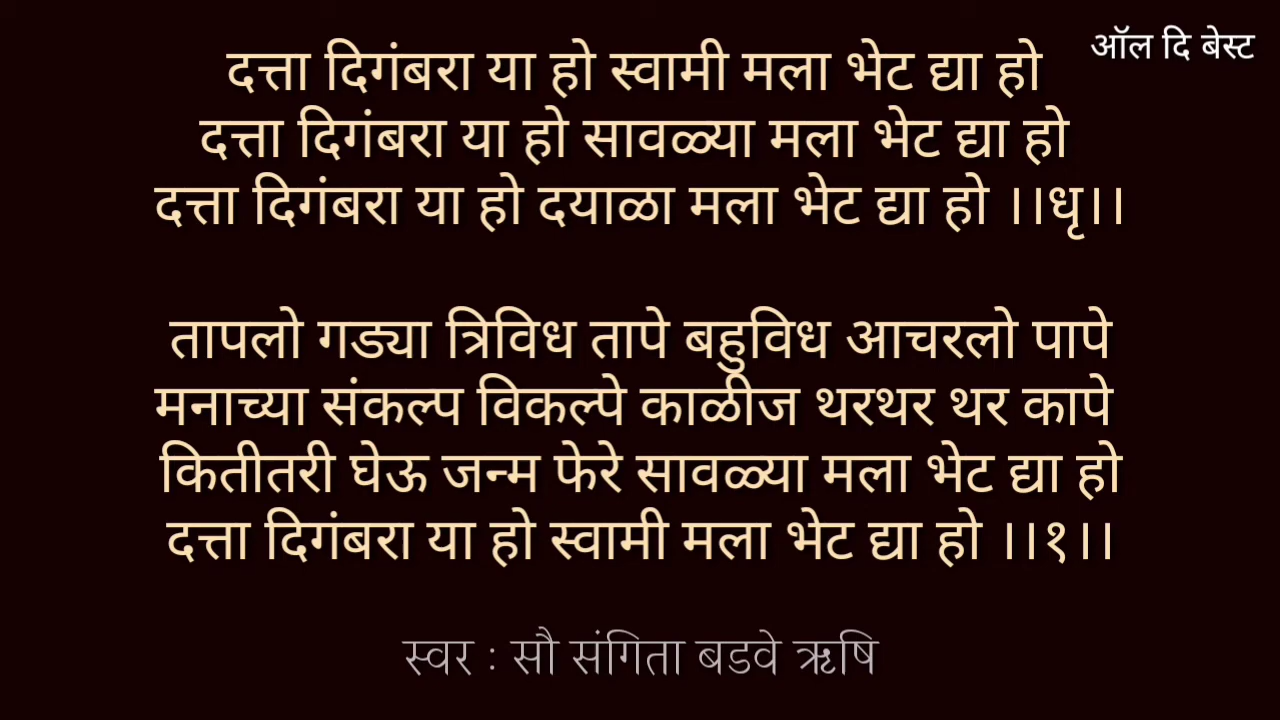 ऑल दि बेस्ट
दत्ता दिगंबरा या हो स्वामी मला भेट द्या हो
दत्ता दिगंबरा या हो सावळ्या मला भेट द्या हो
दत्ता दिगंबरा या हो दयाळा मला भेट द्या हो ।।धृ।।
तापलो गड्या त्रिविध तापे बहुविध आचरलो पापे
मनाच्या संकल्प विकल्पे काळीज थरथर थर कापे
कितीतरी घेऊ जन्म फेरे सावळ्या मला भेट द्या हो
दत्ता दिगंबरा या हो स्वामी मला भेट द्या हो ।।१।।
स्वर : सौ संगिता बडवे ऋषि